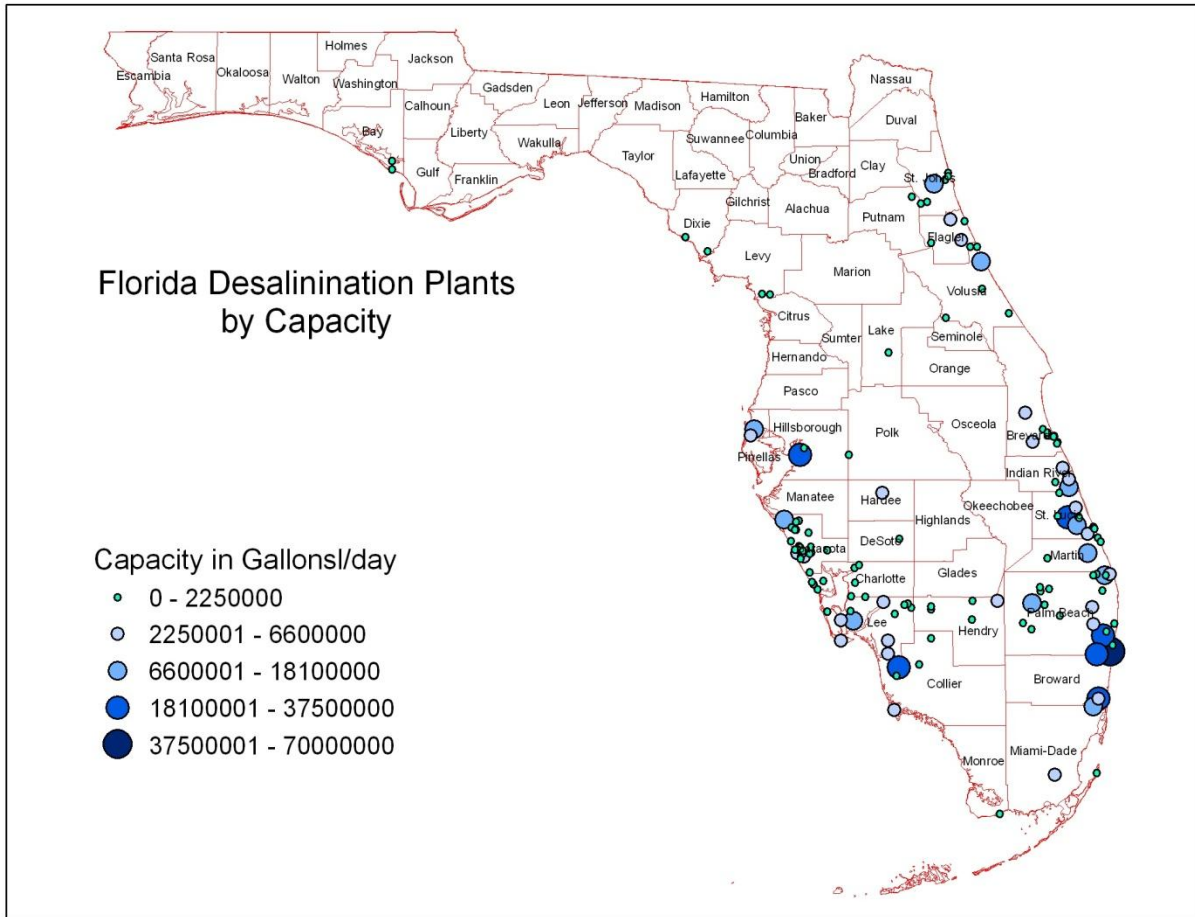 Holmes
Jackson
Santa Rosa
Escambia
Okaloosa
Walton
Washington
Gadsden
Calhoun
Leon
Jefferson
Madison
Hamilton
Nassau
Bay
Liberty
Wakulla
Suwannee
Columbia
Baker
Duval
Gulf
Franklin
Taylor
Lafayette
Union
Bradford
Clay
Gilchrist
Alachua
Putnam
Dixie
Flagler
Levy
Marion
Florida Desalinination Plants
by Capacity
Volusia
Citrus
Sumter
Lake
Seminole
Hernando
Orange
Pasco
Hillsborough
Polk
Osceola
Pinellas
Indian River
Manatee
Hardee
Okeechobee
Highlands
DeSoto
Martin
Charlotte
Glades
Capacity in Gallonsl/day
0 - 2250000
2250001 - 6600000
6600001 - 18100000
18100001 - 37500000
37500001 - 70000000
Lee
Hendry
Palm Beach
Collier
Broward
Monroe
Miami-Dade